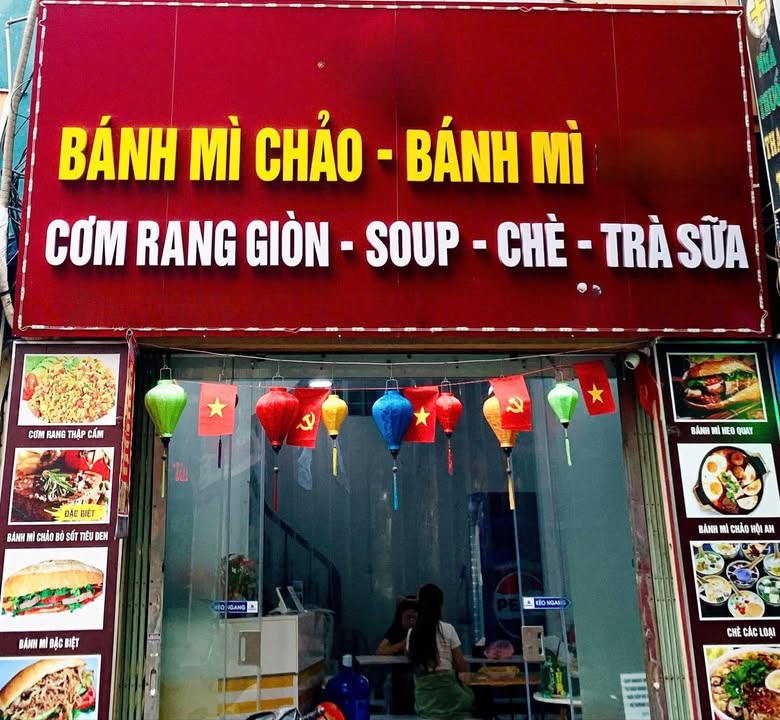 BÁNH MÌ CHẢO - BÁNH MÌ
CƠM RANG GIÒN - SOUP - CHÈ - TRÀ SỮA
CƠM RANG THẬP CẨM
ĐẶC BIỆT
BÁNH MÌ CHẢO BÒ SỐT TIÊU ĐEN
BÁNH MÌ ĐẶC BIỆT
BÁNH MÌ HEO QUAY
BÁNH MÌ CHẢO HỘI AN
CHÈ CÁC LOẠI
KÉO NGANG
KÉO NGANG